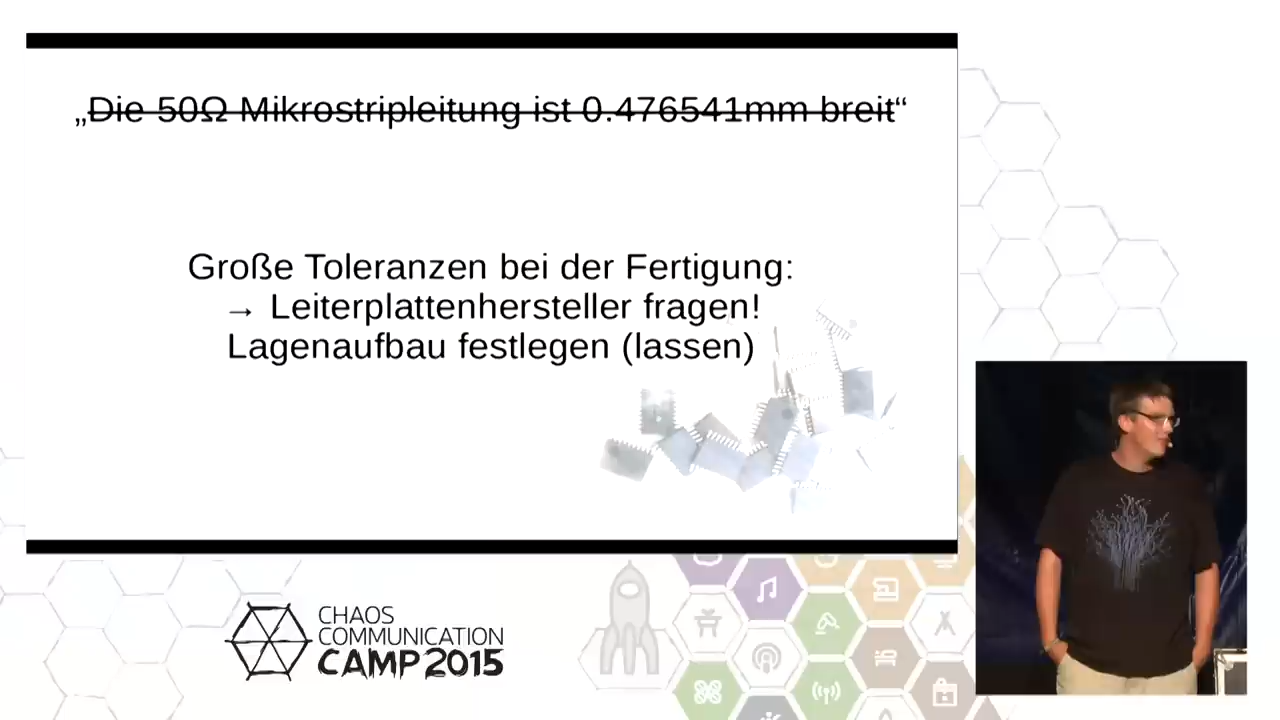 „Die 50Ω Mikrostripleitung ist 0.476541mm breit“
Große Toleranzen bei der Fertigung:
→ Leiterplattenhersteller fragen!
Lagenaufbau festlegen (lassen)
CHAOS
COMMUNICATION
CAMP 2015